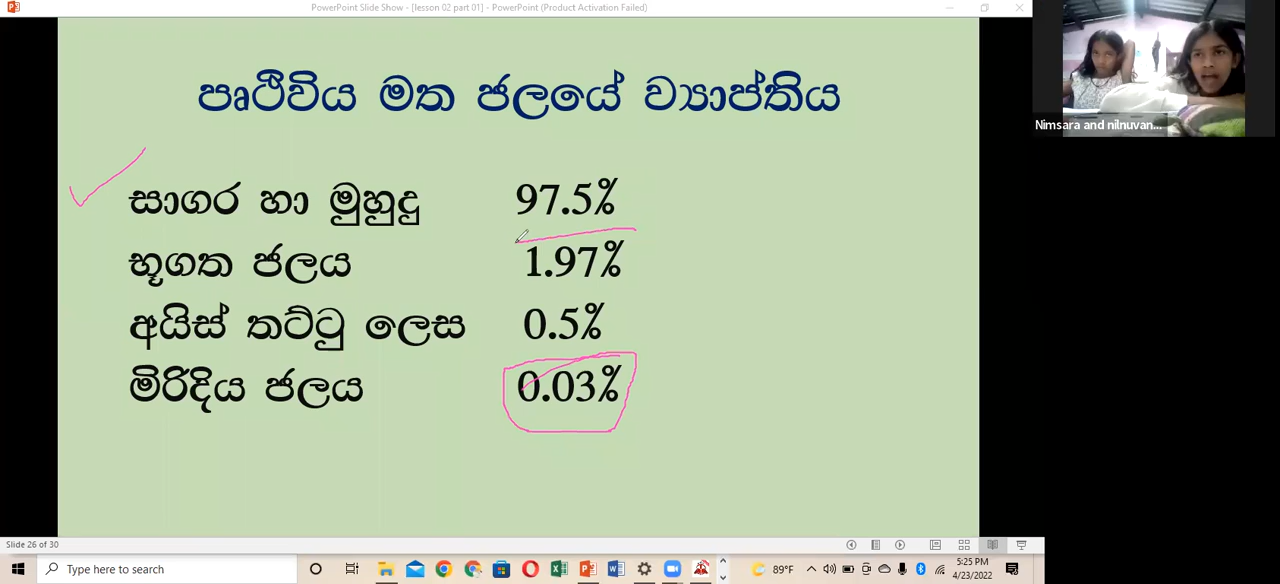 PowerPoint Slide Show - [lesson 02 part 01] - PowerPoint (Product Activation Failed)
පෘථිවිය මත ජලයේ ව්‍යාප්තිය
සාගර හා මුහුදු 97.5%
භූගත ජලය 1.97%
අයිස් තට්ටු ලෙස 0.5%
මිරිදිය ජලය 0.03%
Nimsara and nilnuvan...
Slide 26 of 30
Type here to search
89°F
5:25 PM
4/23/2022